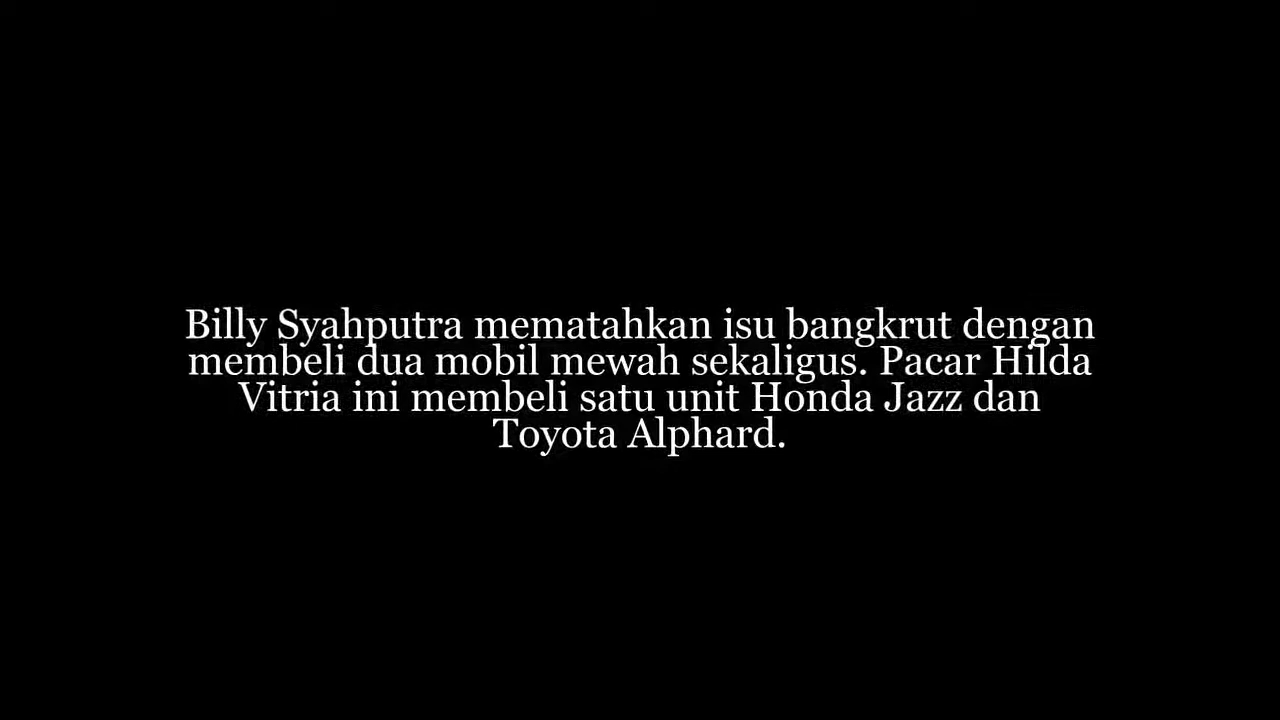 Billy Syahputra mematahkan isu bangkrut dengan
membeli dua mobil mewah sekaligus. Pacar Hilda
Vitria ini membeli satu unit Honda Jazz dan
Toyota Alphard.